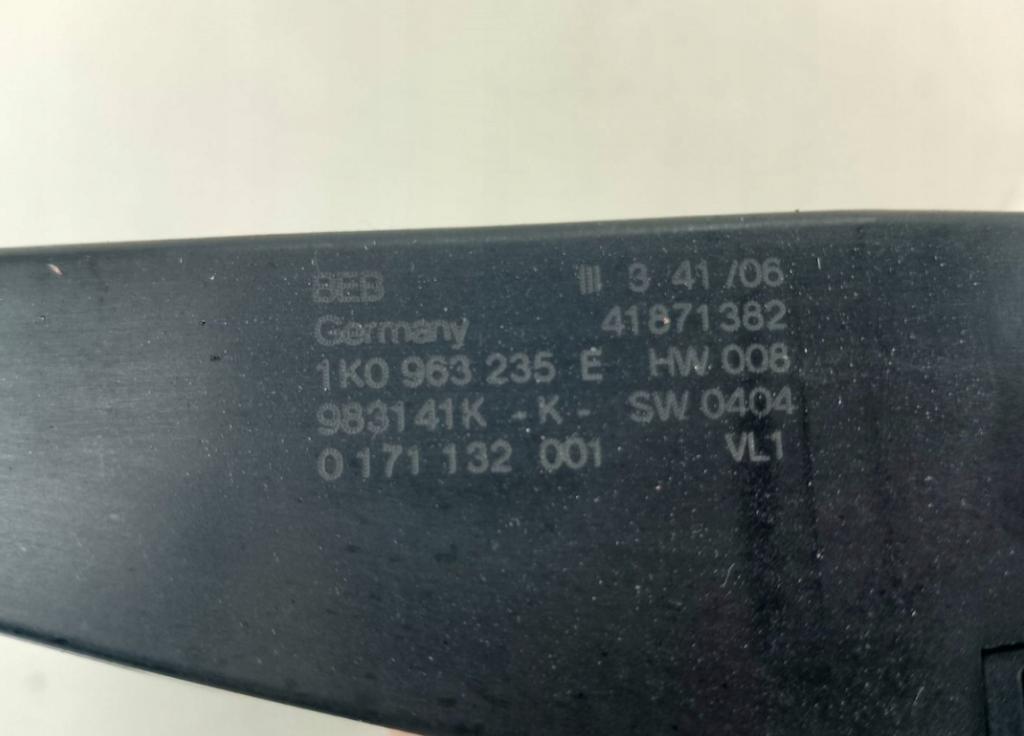 BEB III 3 41/06
Germany 41871382
1K0 963 235 E HW 008
983141K -K- SW 0404
0 171 132 001 VL1